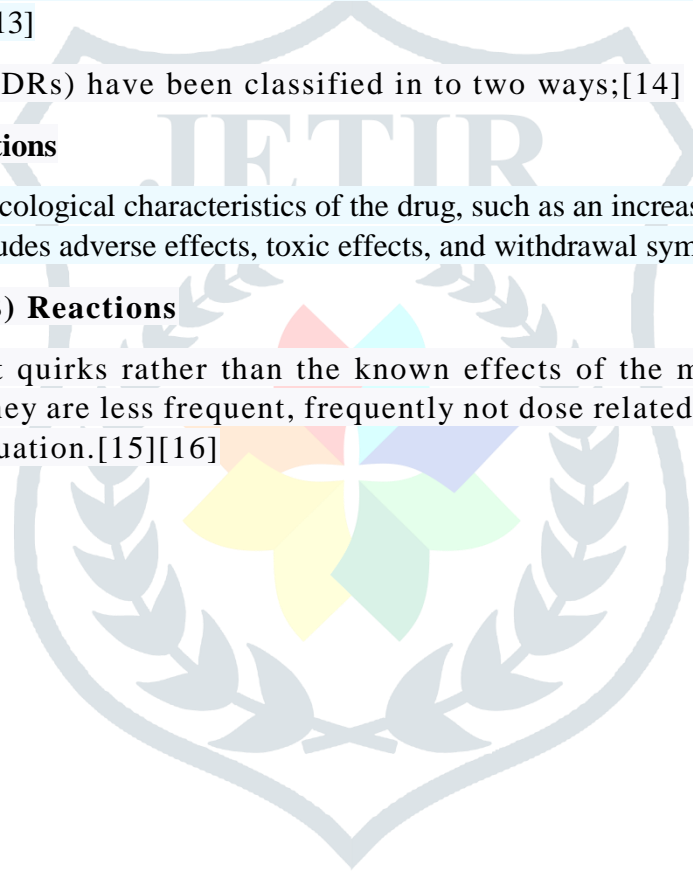 13]
DRs) have been classified in to two ways;[14]
JETIR
tions
cological characteristics of the drug, such as an increas
udes adverse effects, toxic effects, and withdrawal sym
) Reactions
t quirks rather than the known effects of the m
hey are less frequent, frequently not dose related
uation.[15][16]